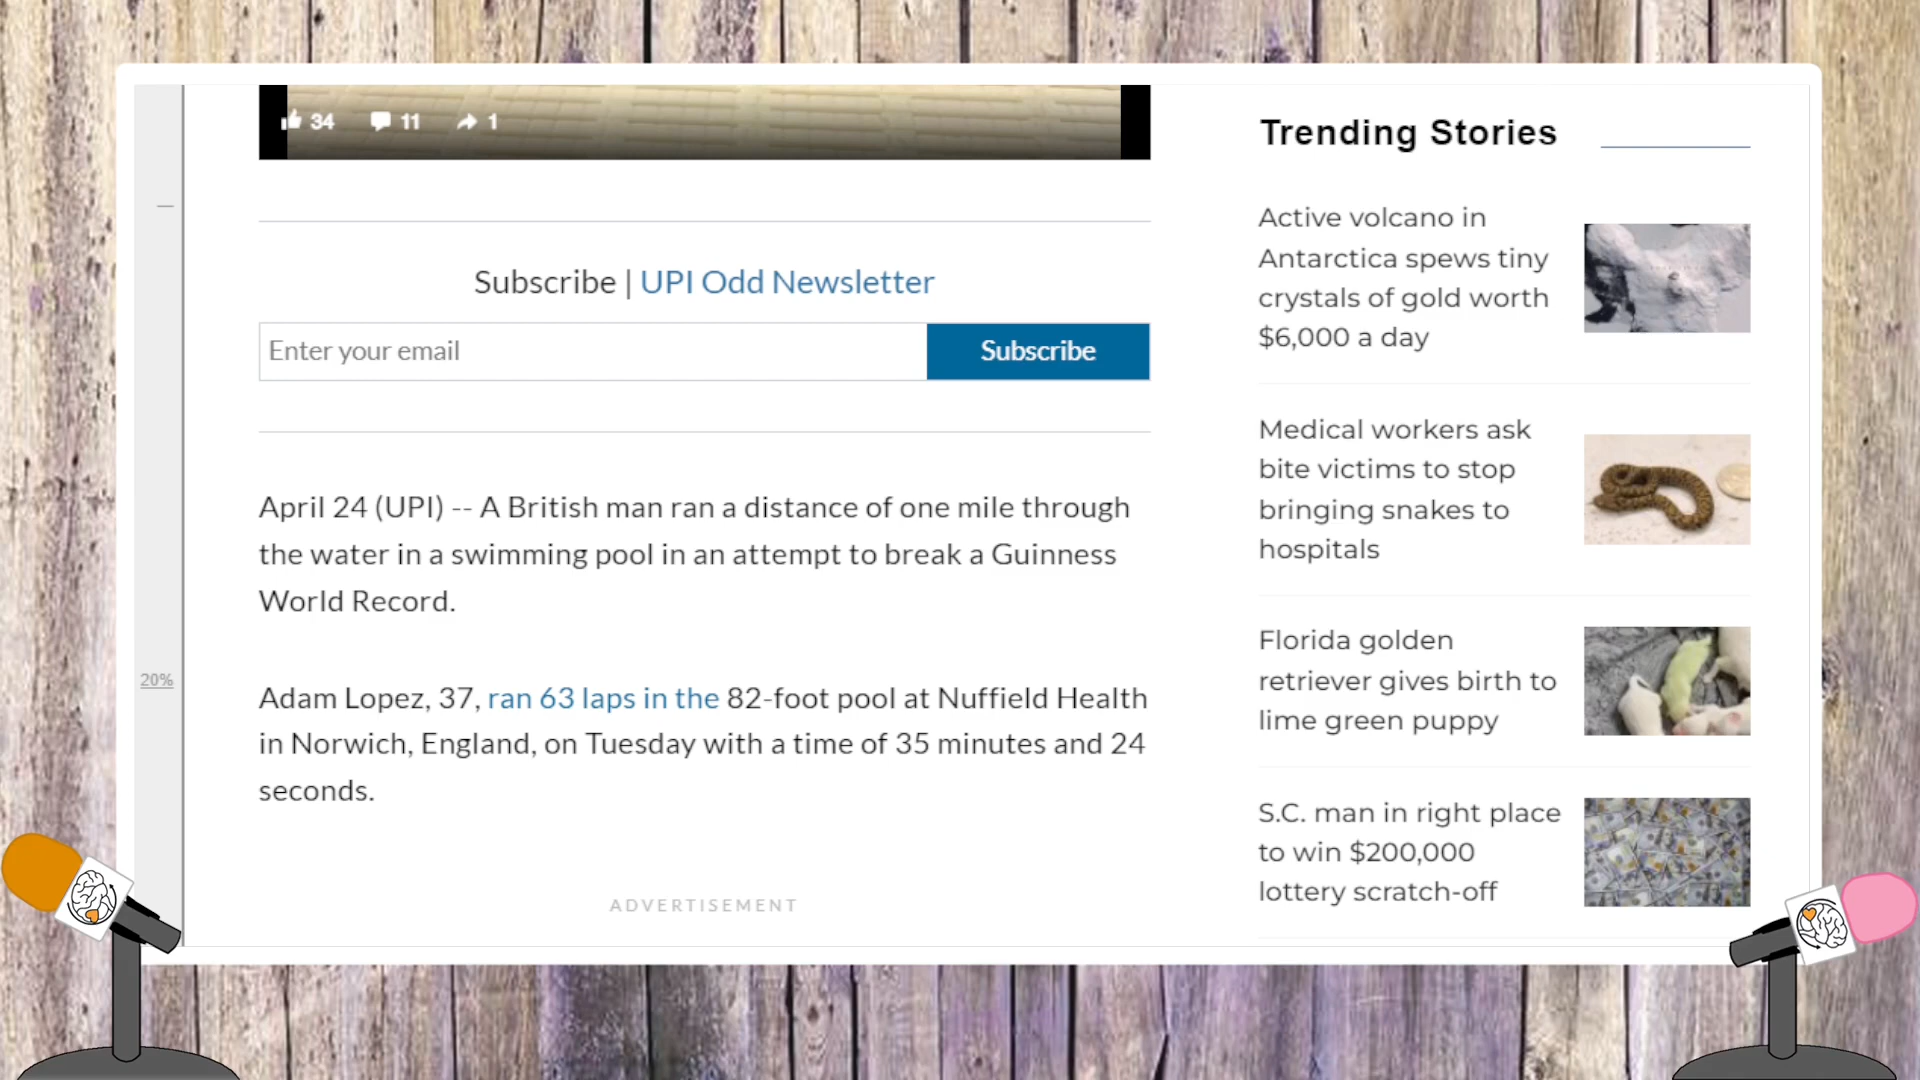 34 11 1
Subscribe | UPI Odd Newsletter
Enter your email Subscribe
20%
April 24 (UPI) -- A British man ran a distance of one mile through
the water in a swimming pool in an attempt to break a Guinness
World Record.
Adam Lopez, 37, ran 63 laps in the 82-foot pool at Nuffield Health
in Norwich, England, on Tuesday with a time of 35 minutes and 24
seconds.
ADVERTISEMENT
Trending Stories
Active volcano in
Antarctica spews tiny
crystals of gold worth
$6,000 a day
Medical workers ask
bite victims to stop
bringing snakes to
hospitals
Florida golden
retriever gives birth to
lime green puppy
S.C. man in right place
to win $200,000
lottery scratch-off